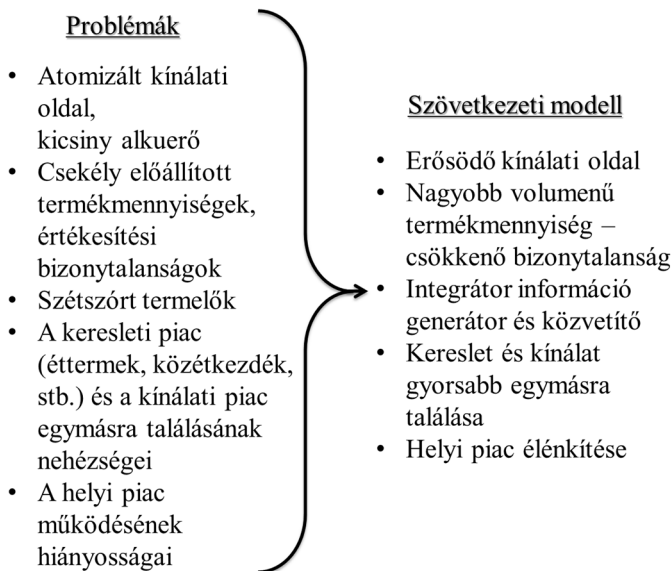 Problémák
• Atomizált kínálati
oldal,
kicsiny alkuerő
• Csekély előállított
termékmennyiségek,
értékesítési
bizonytalanságok
• Szétszórt termelők
• A keresleti piac
(éttermek, közétkezdék,
stb.) és a kínálati piac
egymásra találásának
nehézségei
• A helyi piac
működésének
hiányosságai
Szövetkezeti modell
• Erősödő kínálati oldal
• Nagyobb volumenű
termékmennyiség –
csökkenő bizonytalanság
• Integrátor információ
generátor és közvetítő
• Kereslet és kínálat
gyorsabb egymásra
találása
• Helyi piac élénkítése